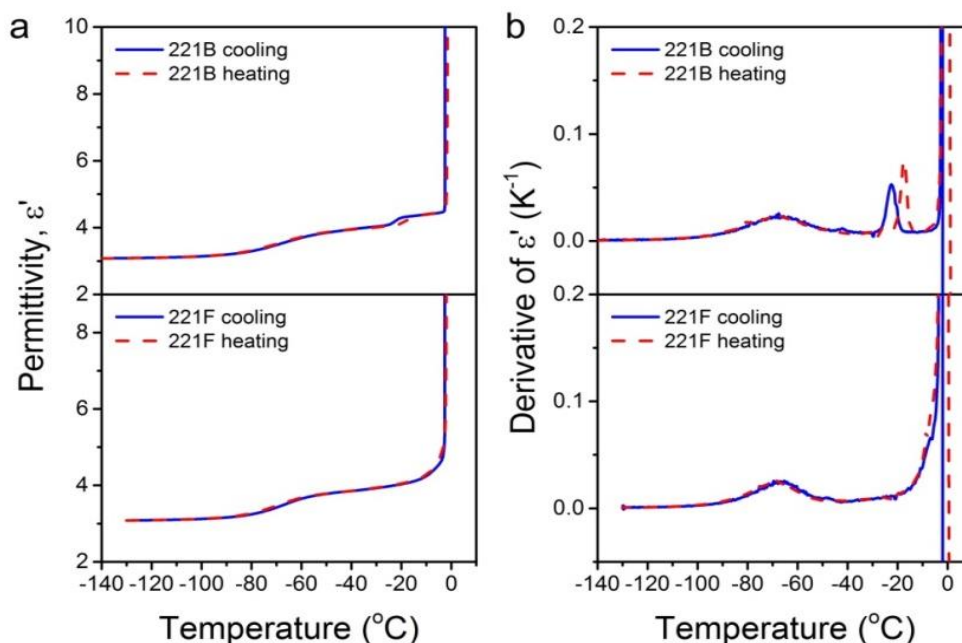 a
10
8
6
4
2
8
6
4
2
221B cooling
221B heating
221F cooling
221F heating
Permittivity, ε'
-140 -120 -100 -80 -60 -40 -20 0
Temperature (°C)
b
0.2
0.1
0.0
0.2
0.1
0.0
221B cooling
221B heating
221F cooling
221F heating
Derivative of ε' (K⁻¹)
-140 -120 -100 -80 -60 -40 -20 0
Temperature (°C)